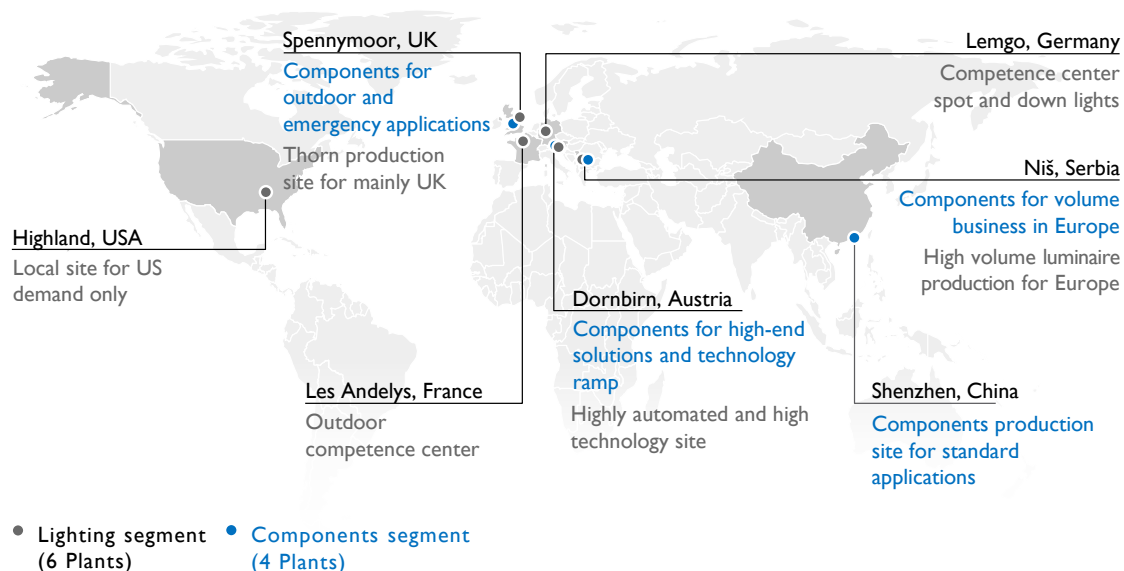 Spennymoor, UK
Components for
outdoor and
emergency applications
Thorn production
site for mainly UK
Lemgo, Germany
Competence center
spot and down lights
Niš, Serbia
Components for volume
business in Europe
High volume luminaire
production for Europe
Highland, USA
Local site for US
demand only
Dornbirn, Austria
Components for high-end
solutions and technology
ramp
Highly automated and high
technology site
Les Andelys, France
Outdoor
competence center
Shenzhen, China
Components production
site for standard
applications
Lighting segment
(6 Plants)
Components segment
(4 Plants)